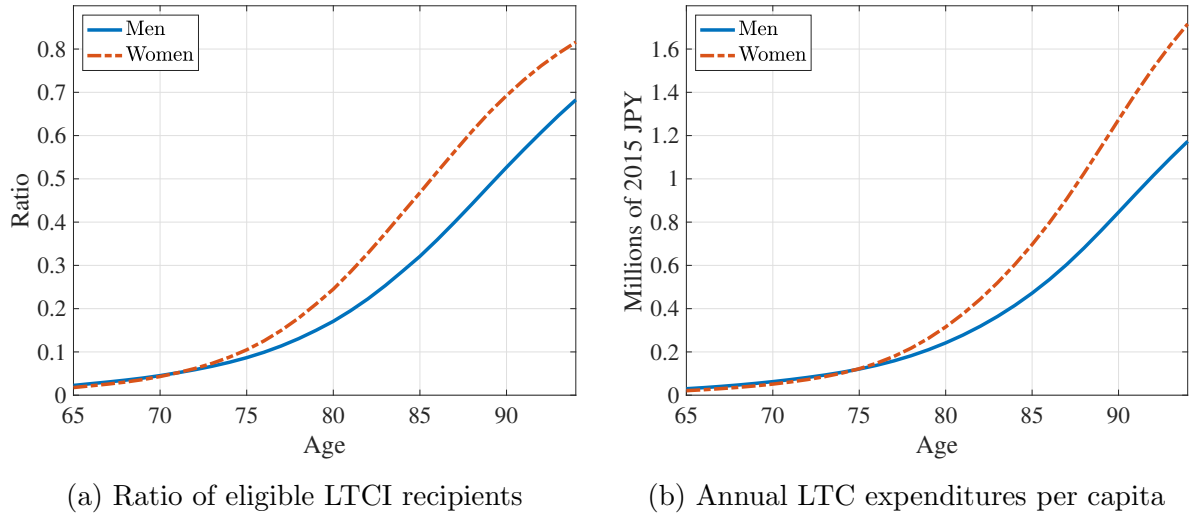 Men
Women
0.8
0.7
0.6
0.5
0.4
0.3
0.2
0.1
0
Ratio
65 70 75 80 85 90
Age
(a) Ratio of eligible LTCI recipients
Men
Women
1.6
1.4
1.2
1
0.8
0.6
0.4
0.2
0
Millions of 2015 JPY
65 70 75 80 85 90
Age
(b) Annual LTC expenditures per capita